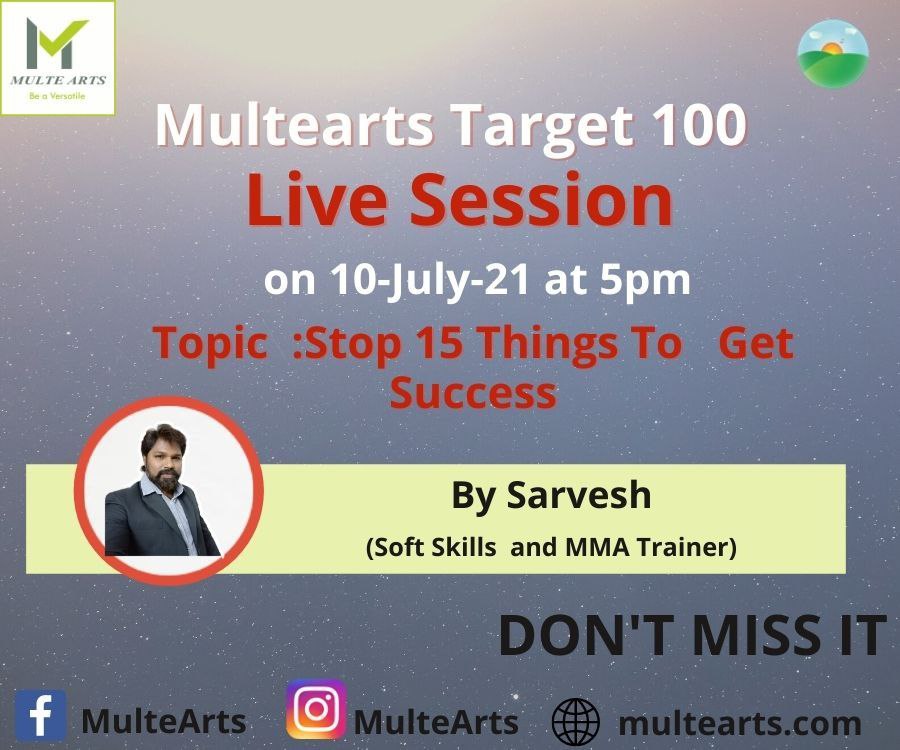 MULTE ARTS
Be a Versatile
Multearts Target 100
Live Session
on 10-July-21 at 5pm
Topic :Stop 15 Things To Get
Success
By Sarvesh
(Soft Skills and MMA Trainer)
DON'T MISS IT
MulteArts MulteArts multearts.com